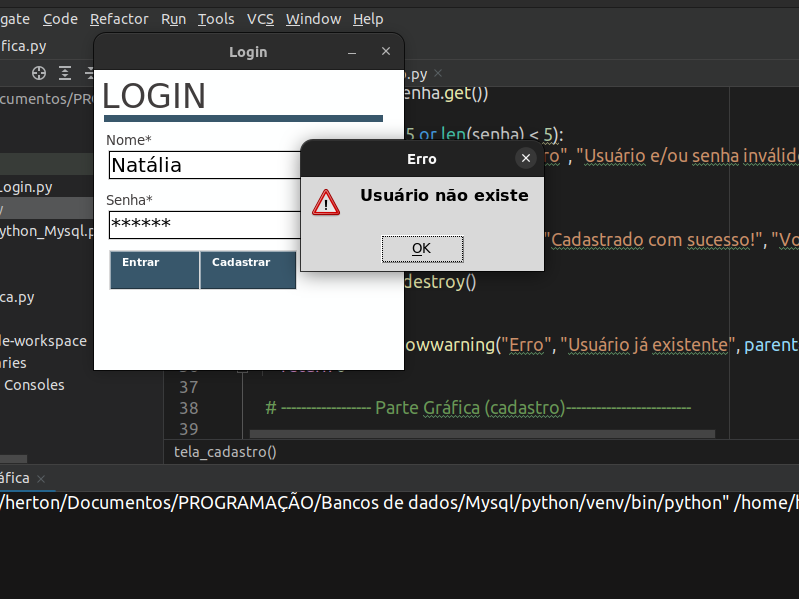 gate Code Refactor Run Tools VCS Window Help
fica.py
Login
o.py
cumentos/PR
LOGIN
enha.get())
5 or len(senha) < 5):
ro", "Usuário e/ou senha inválid
Nome*
Natália
Erro
Usuário não existe
OK
Login.py
y
ython_Mysql.p
Senha*
******
"Cadastrado com sucesso!", "Vo
Entrar Cadastrar
destroy()
ca.py
le-workspace
owwarning("Erro", "Usuário já existente", parent
aries
Consoles
37
38 # ------------------ Parte Gráfica (cadastro)-------------------------
39
tela_cadastro()
áfica
/herton/Documentos/PROGRAMAÇÃO/Bancos de dados/Mysql/python/venv/bin/python" /home/h